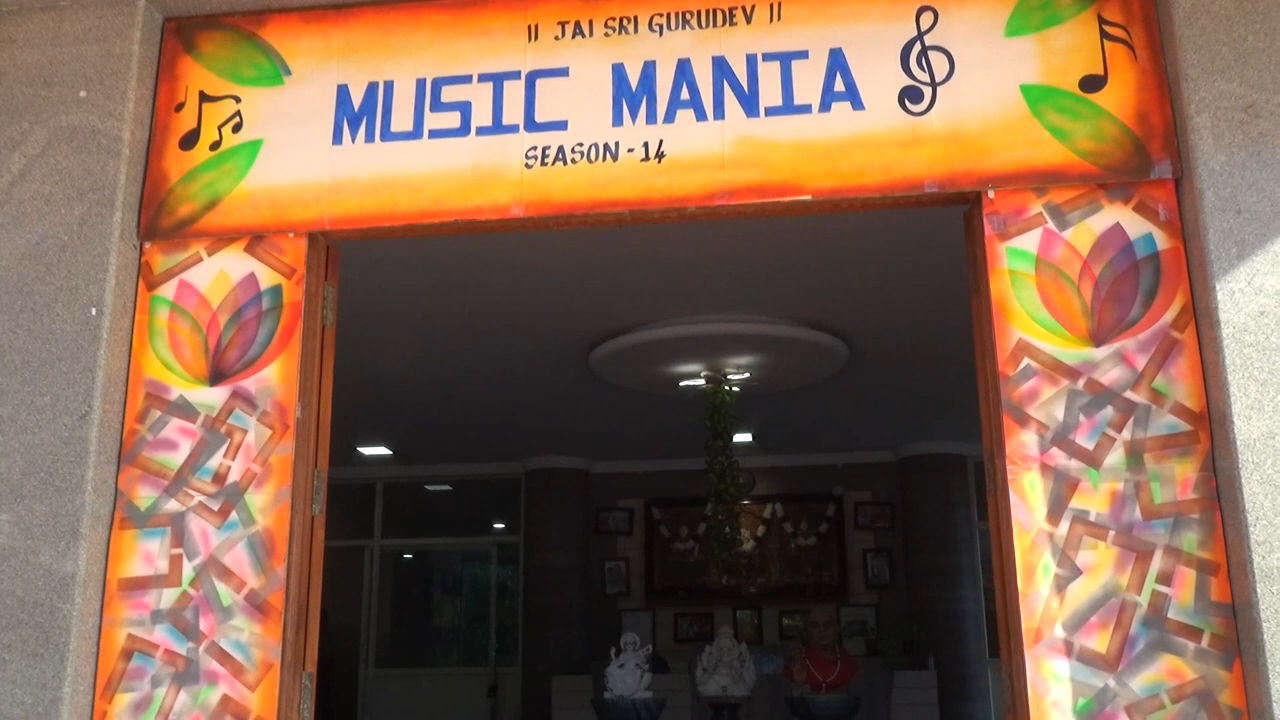 || JAI SRI GURUDEV ||
MUSIC MANIA
SEASON - 14